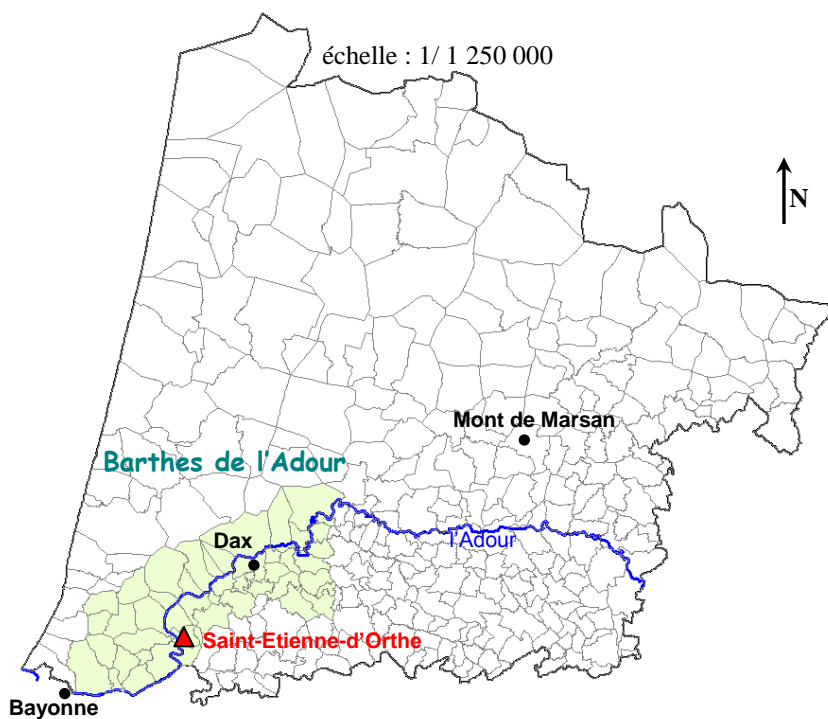 échelle : 1/ 1 250 000
N
Mont de Marsan
Barthes de l'Adour
l'Adour
Dax
Saint-Etienne-d'Orthe
Bayonne